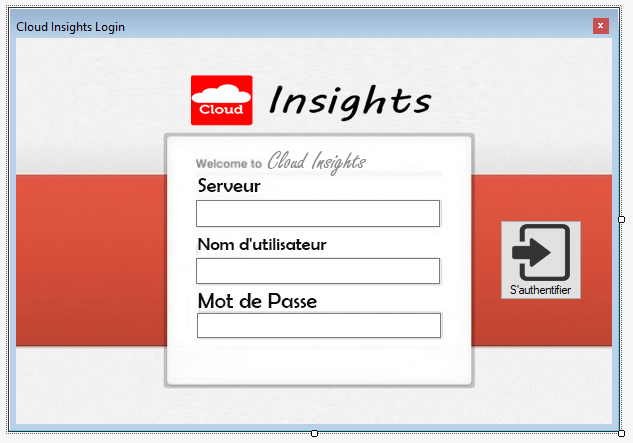 Cloud Insights Login
Cloud Insights
Welcome to Cloud Insights
Serveur
Nom d'utilisateur
Mot de Passe
S'authentifier